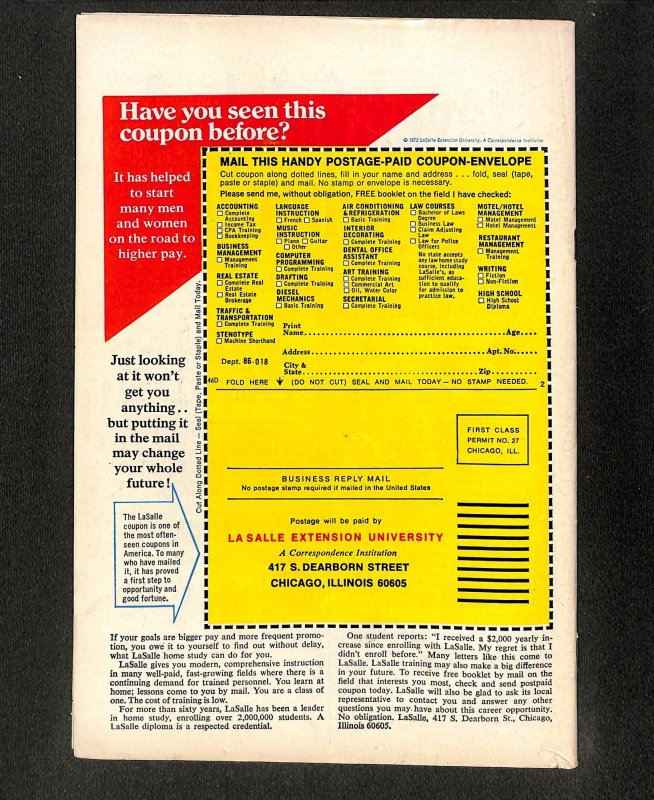 Have you seen this
coupon before?
© 1972 LaSalle Extension University, A Correspondence Institution
It has helped
to start
many men
and women
on the road to
higher pay.
MAIL THIS HANDY POSTAGE-PAID COUPON-ENVELOPE
Cut coupon along dotted lines, fill in your name and address . . . fold, seal (tape,
paste or staple) and mail. No stamp or envelope is necessary.
Please send me, without obligation, FREE booklet on the field I have checked:
ACCOUNTING
Complete
Accounting
Income Tax
CPA Training
Bookkeeping
BUSINESS
MANAGEMENT
Management
Training
REAL ESTATE
Complete Real
Estate
Real Estate
Brokerage
TRAFFIC &
TRANSPORTATION
Complete Training
STENOTYPE
Machine Shorthand
LANGUAGE
INSTRUCTION
French Spanish
MUSIC
INSTRUCTION
Piano Guitar
Other
COMPUTER
PROGRAMMING
Complete Training
DRAFTING
Complete Training
DIESEL
MECHANICS
Basic Training
AIR CONDITIONING
& REFRIGERATION
Basic Training
INTERIOR
DECORATING
Complete Training
DENTAL OFFICE
ASSISTANT
Complete Training
ART TRAINING
Complete Training
Commercial Art
Oil, Water Color
SECRETARIAL
Complete Training
LAW COURSES
Bachelor of Laws
Degree
Business Law
Claim Adjusting
Law
Law for Police
Officers
No state accepts
any law home study
course, including
LaSalle's, as
sufficient educa-
tion to qualify
for admission to
practice law.
MOTEL/HOTEL
MANAGEMENT
Motel Management
Hotel Management
RESTAURANT
MANAGEMENT
Management
Training
WRITING
Fiction
Non-Fiction
HIGH SCHOOL
High School
Diploma
Print
Name........Age....
Address........Apt. No.....
Dept. 86-018
City &
State........Zip........
46D FOLD HERE (DO NOT CUT) SEAL AND MAIL TODAY — NO STAMP NEEDED. 2
Cut Along Dotted Line — Seal (Tape, Paste or Staple) and Mail Today.
Just looking
at it won't
get you
anything . .
but putting it
in the mail
may change
your whole
future!
The LaSalle
coupon is one of
the most often-
seen coupons in
America. To many
who have mailed
it, it has proved
a first step to
opportunity and
good fortune.
FIRST CLASS
PERMIT NO. 27
CHICAGO, ILL.
BUSINESS REPLY MAIL
No postage stamp required if mailed in the United States
Postage will be paid by
LA SALLE EXTENSION UNIVERSITY
A Correspondence Institution
417 S. DEARBORN STREET
CHICAGO, ILLINOIS 60605
If your goals are bigger pay and more frequent promo-
tion, you owe it to yourself to find out without delay,
what LaSalle home study can do for you.
LaSalle gives you modern, comprehensive instruction
in many well-paid, fast-growing fields where there is a
continuing demand for trained personnel. You learn at
home; lessons come to you by mail. You are a class of
one. The cost of training is low.
For more than sixty years, LaSalle has been a leader
in home study, enrolling over 2,000,000 students. A
LaSalle diploma is a respected credential.
One student reports: "I received a $2,000 yearly in-
crease since enrolling with LaSalle. My regret is that I
didn't enroll before." Many letters like this come to
LaSalle. LaSalle training may also make a big difference
in your future. To receive free booklet by mail on the
field that interests you most, check and send postpaid
coupon today. LaSalle will also be glad to ask its local
representative to contact you and answer any other
questions you may have about this career opportunity.
No obligation. LaSalle, 417 S. Dearborn St., Chicago,
Illinois 60605.